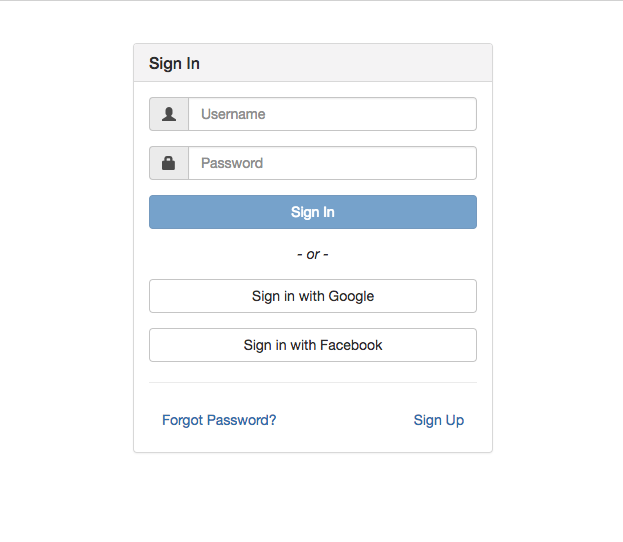 Sign In
Username
Password
Sign In
- or -
Sign in with Google
Sign in with Facebook
Forgot Password? Sign Up